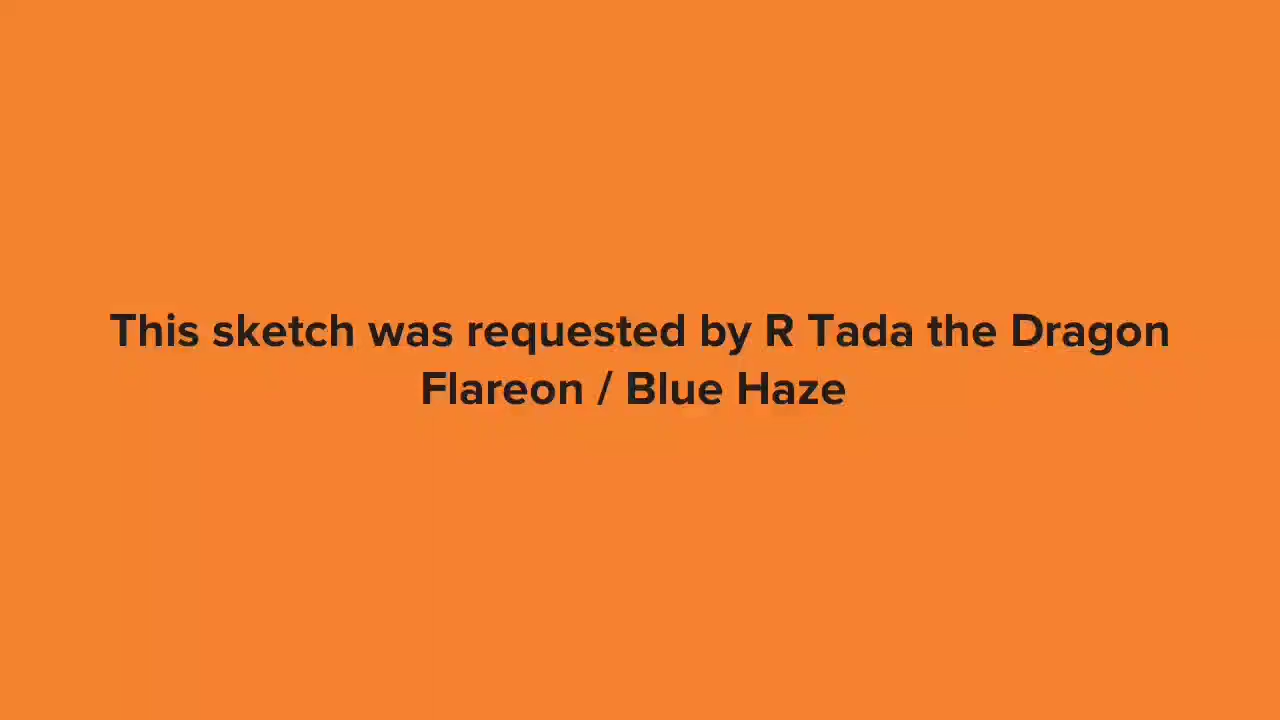 This sketch was requested by R Tada the Dragon
Flareon / Blue Haze